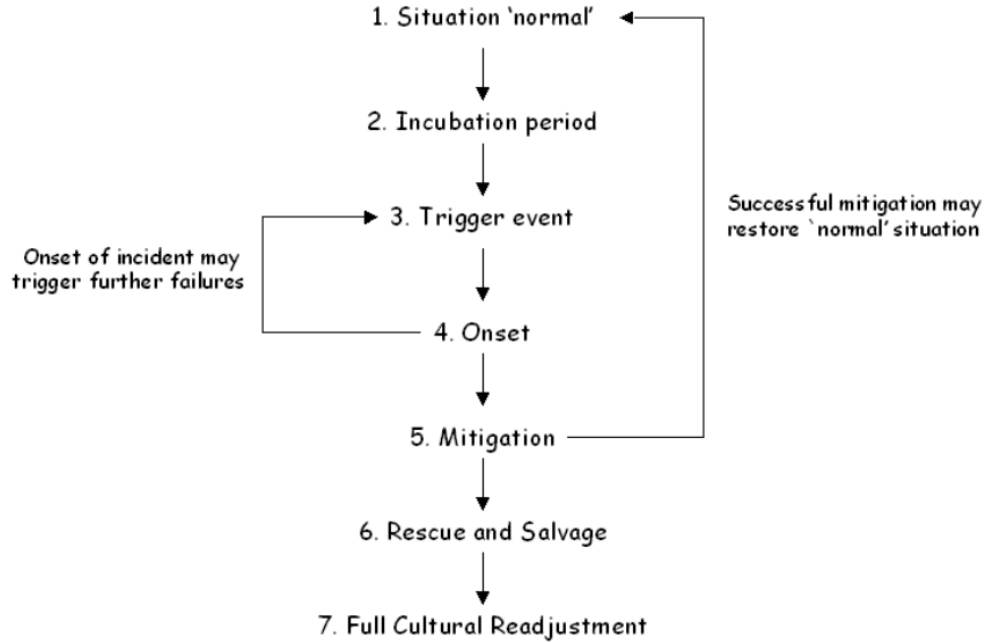 1. Situation ‘normal’
2. Incubation period
3. Trigger event
Successful mitigation may
restore ‘normal’ situation
Onset of incident may
trigger further failures
4. Onset
5. Mitigation
6. Rescue and Salvage
7. Full Cultural Readjustment